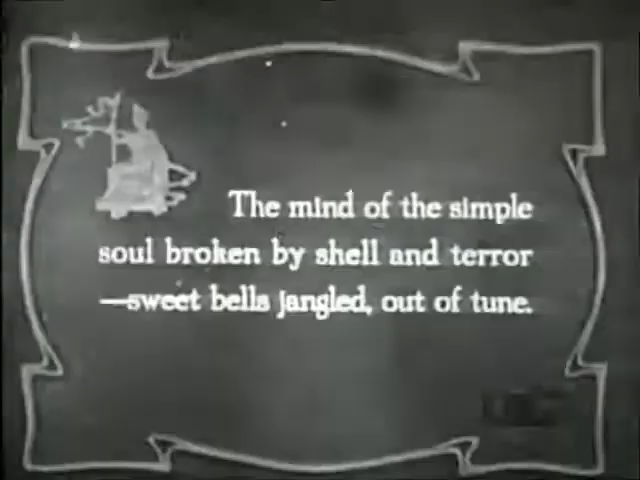 The mind of the simple
soul broken by shell and terror
—sweet bells jangled, out of tune.